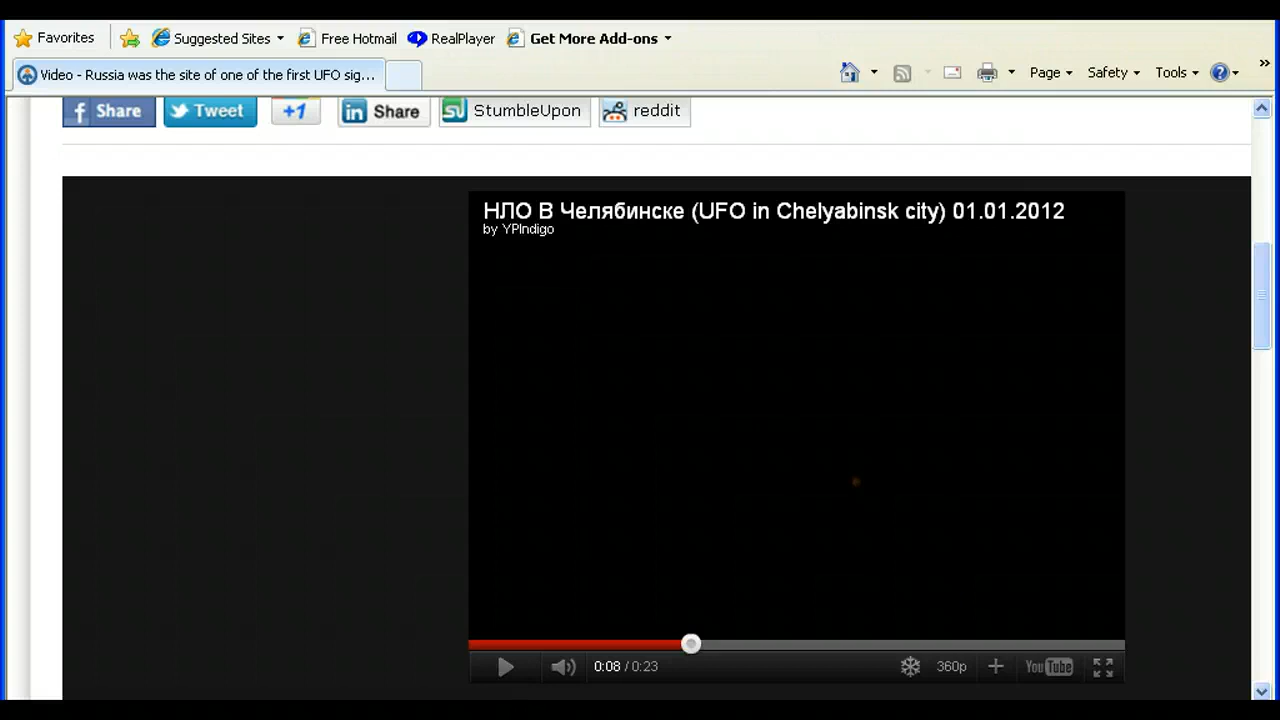 Favorites Suggested Sites Free Hotmail RealPlayer Get More Add-ons
Video - Russia was the site of one of the first UFO sig... Page Safety Tools
Share Tweet +1 Share StumbleUpon reddit
НЛО В Челябинске (UFO in Chelyabinsk city) 01.01.2012
by YPIndigo
0:08 / 0:23 360p YouTube